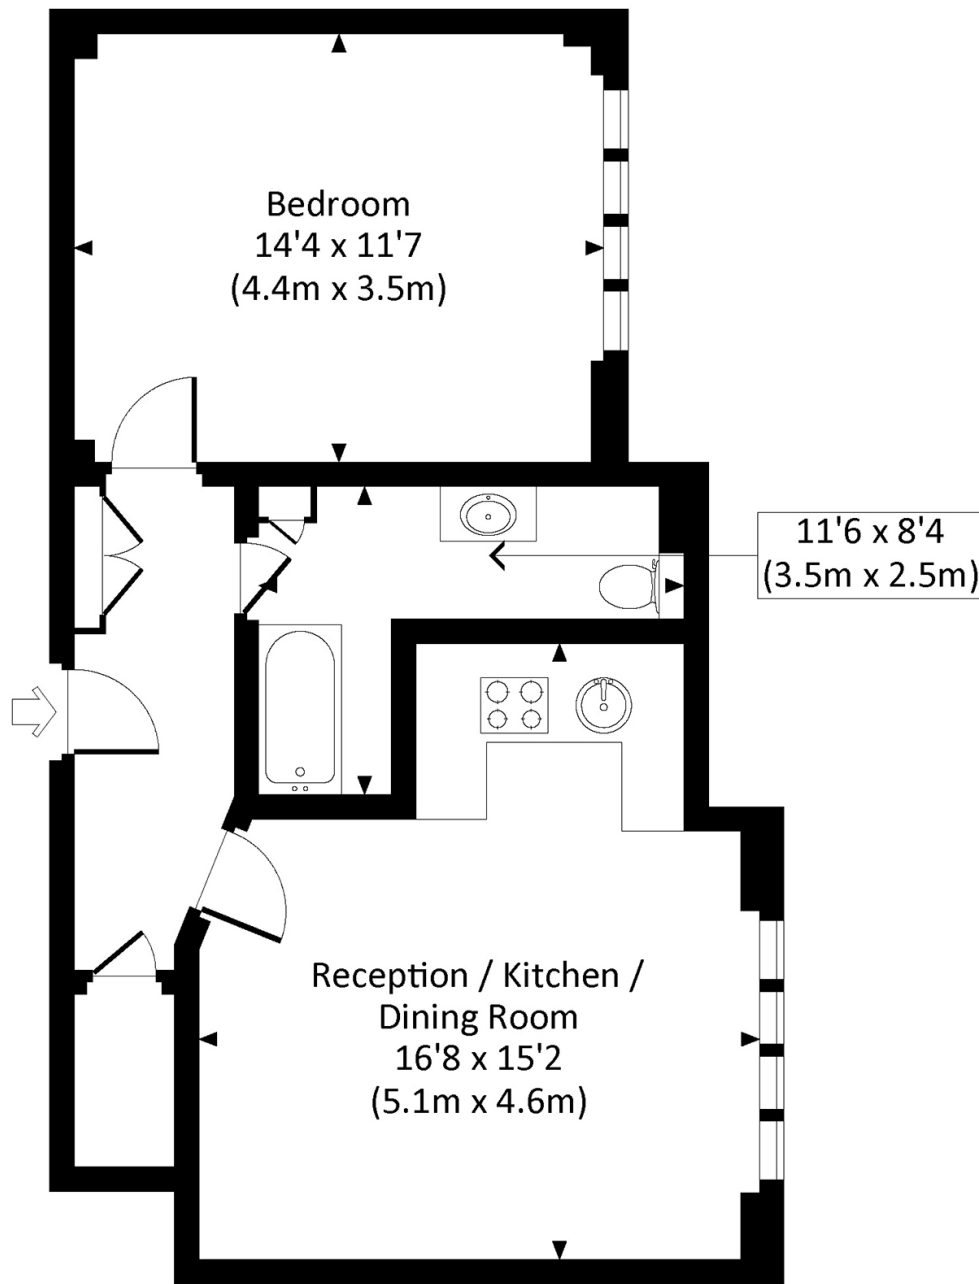 Bedroom
14'4 x 11'7
(4.4m x 3.5m)
11'6 x 8'4
(3.5m x 2.5m)
Reception / Kitchen /
Dining Room
16'8 x 15'2
(5.1m x 4.6m)